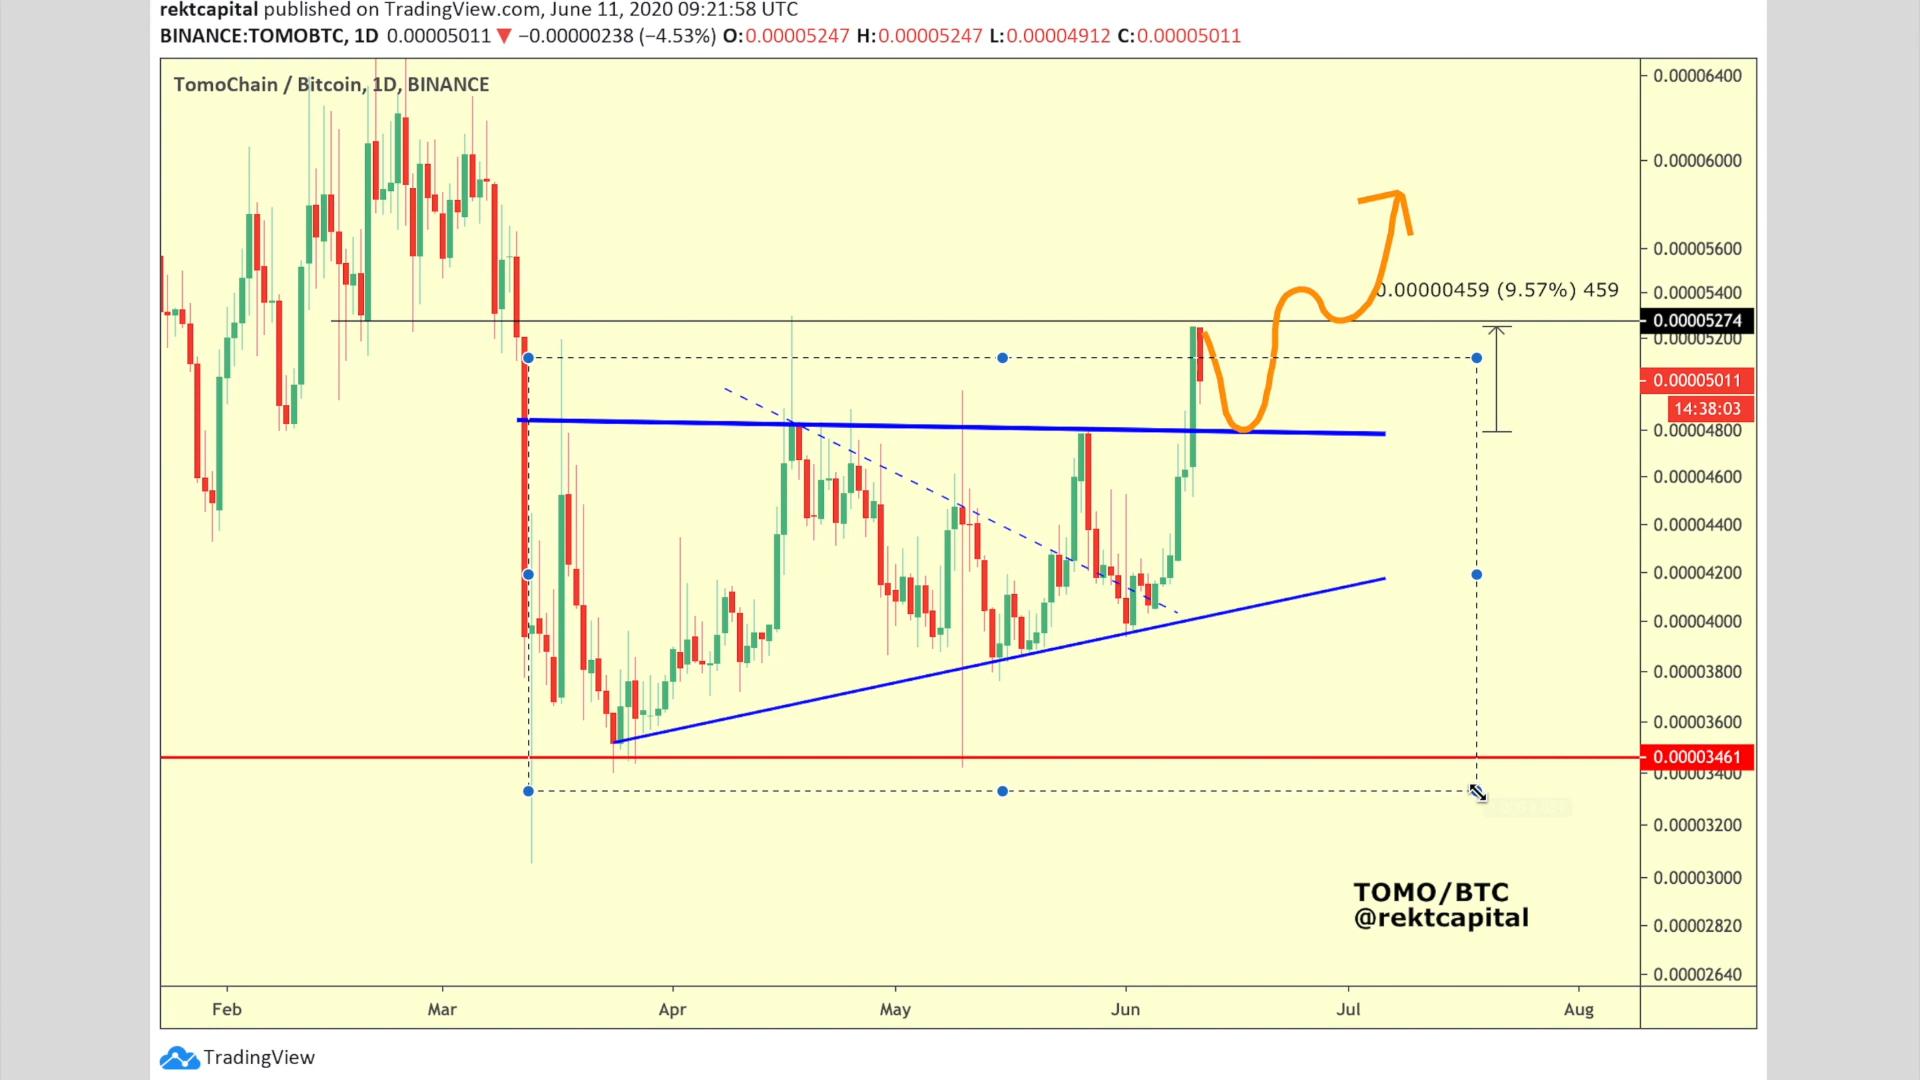 rektcapital published on TradingView.com, June 11, 2020 09:21:58 UTC
BINANCE:TOMOBTC, 1D 0.00005011 ▼ −0.00000238 (−4.53%) O:0.00005247 H:0.00005247 L:0.00004912 C:0.00005011
TomoChain / Bitcoin, 1D, BINANCE
0.00006400
0.00006000
0.00005600
0.00000459 (9.57%) 459
0.00005400
0.00005274
0.00005200
0.00005011
14:38:03
0.00004800
0.00004600
0.00004400
0.00004200
0.00004000
0.00003800
0.00003600
0.00003461
0.00003400
0.00003200
0.00003000
TOMO/BTC
@rektcapital
0.00002820
0.00002640
Feb Mar Apr May Jun Jul Aug
TradingView